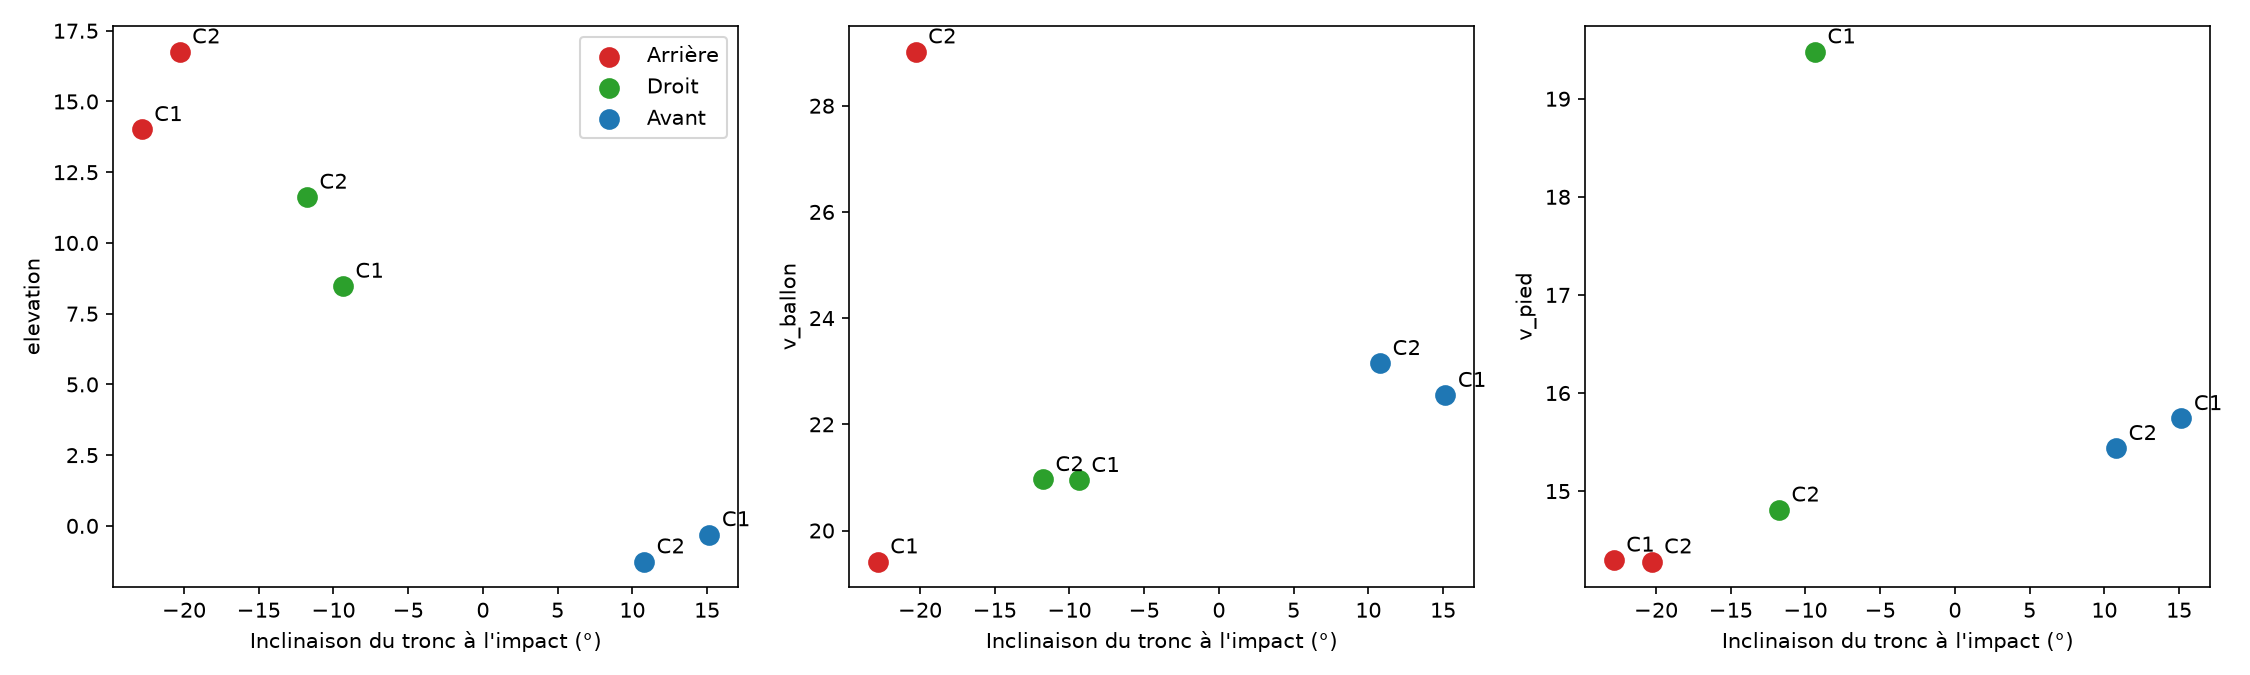 17.5
15.0
12.5
10.0
7.5
5.0
2.5
0.0
elevation
C2
C1
C2
C1
C2
C1
Arrière
Droit
Avant
−20 −15 −10 −5 0 5 10 15
Inclinaison du tronc à l'impact (°)
28
26
24
22
20
v_ballon
C2
C2
C1
C2 C1
C1
−20 −15 −10 −5 0 5 10 15
Inclinaison du tronc à l'impact (°)
19
18
17
16
15
v_pied
C1
C1
C2
C2
C1 C2
−20 −15 −10 −5 0 5 10 15
Inclinaison du tronc à l'impact (°)